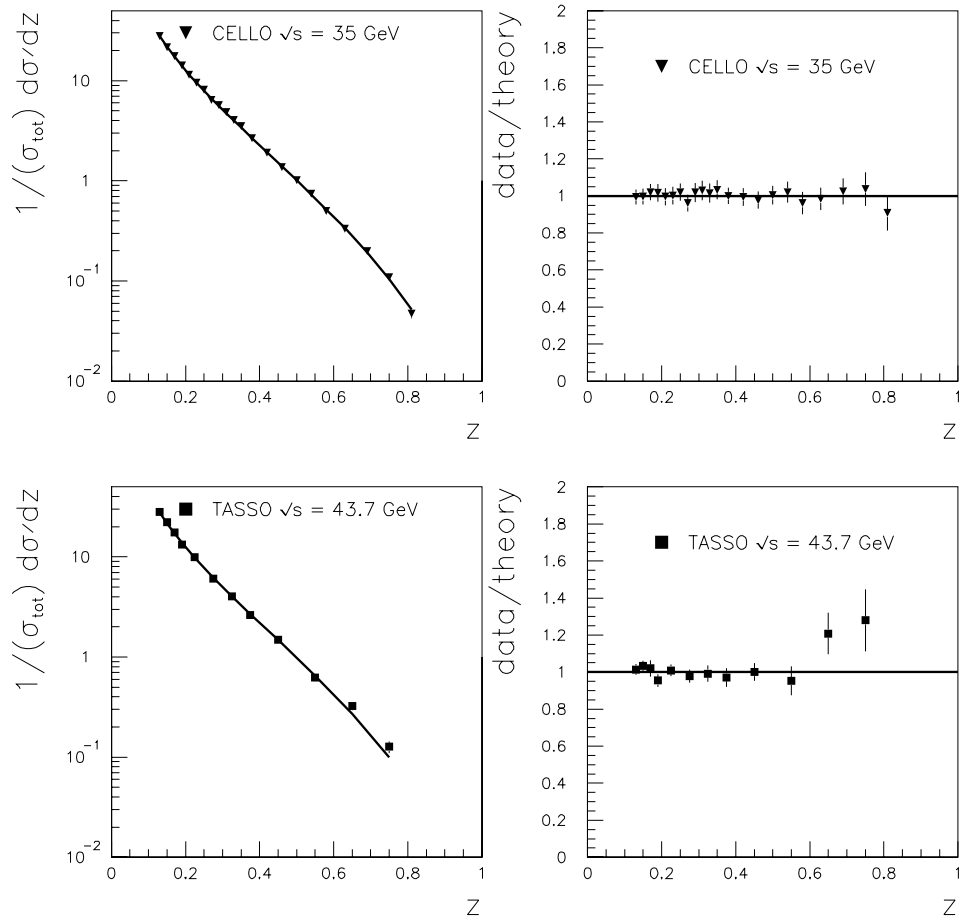 1/(σtot) dσ/dz
10
1
10⁻¹
10⁻²
0 0.2 0.4 0.6 0.8 1
z
CELLO √s = 35 GeV
data/theory
2
1.8
1.6
1.4
1.2
1
0.8
0.6
0.4
0.2
0
0 0.2 0.4 0.6 0.8 1
z
CELLO √s = 35 GeV
1/(σtot) dσ/dz
10
1
10⁻¹
10⁻²
0 0.2 0.4 0.6 0.8 1
z
TASSO √s = 43.7 GeV
data/theory
2
1.8
1.6
1.4
1.2
1
0.8
0.6
0.4
0.2
0
0 0.2 0.4 0.6 0.8 1
z
TASSO √s = 43.7 GeV